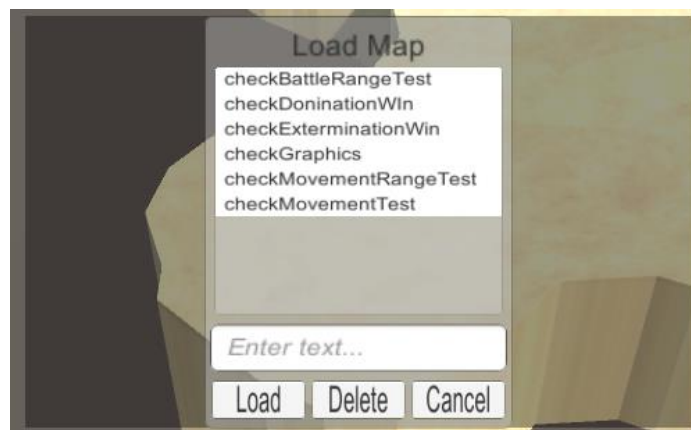 Load Map
checkBattleRangeTest
checkDoninationWIn
checkExterminationWin
checkGraphics
checkMovementRangeTest
checkMovementTest
Enter text...
Load Delete Cancel